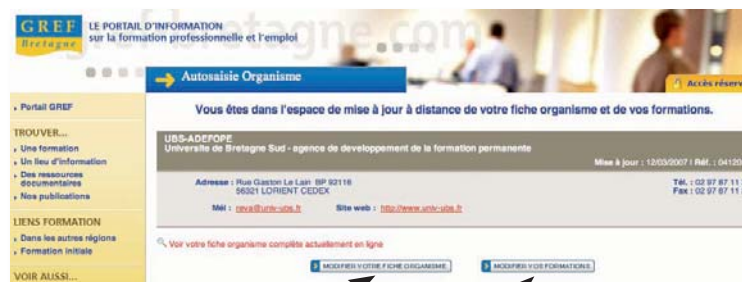 GREF
Bretagne
LE PORTAIL D'INFORMATION
sur la formation professionnelle et l'emploi
gref-bretagne.com
Autosaisie Organisme
Accès réserv
Portail GREF
TROUVER...
Une formation
Un lieu d'information
Des ressources
documentaires
Nos publications
LIENS FORMATION
Dans les autres régions
Formation initiale
VOIR AUSSI...
Vous êtes dans l'espace de mise à jour à distance de votre fiche organisme et de vos formations.
UBS-ADEFOPE
Universite de Bretagne Sud - agence de developpement de la formation permanente
Mise à jour : 12/03/2007 | Réf. : 04120
Adresse : Rue Gaston Le Lain BP 92116
56321 LORIENT CEDEX
Tél. : 02 97 87 11
Fax : 02 97 87 11
Mél : reva@univ-ubs.fr Site web : http://www.univ-ubs.fr
Voir votre fiche organisme complète actuellement en ligne
MODIFIER VOTRE FICHE ORGANISME
MODIFIER VOS FORMATIONS